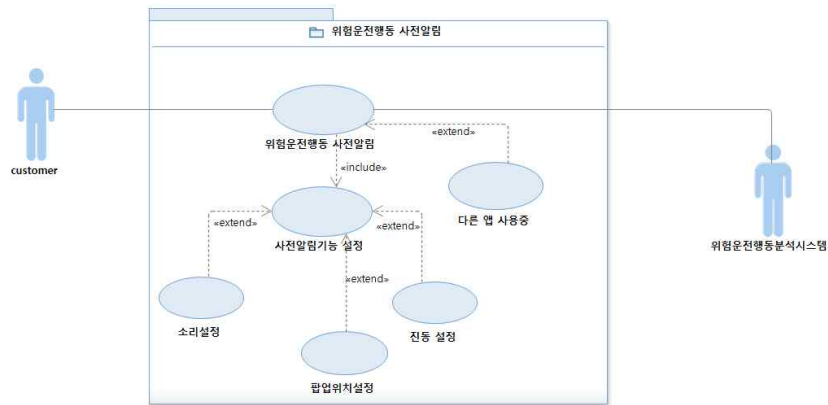 위험운전행동 사전알림
customer
위험운전행동 사전알림
«extend»
«include»
다른 앱 사용중
위험운전행동분석시스템
«extend»
«extend»
사전알림기능 설정
«extend»
소리설정
진동 설정
팝업위치설정